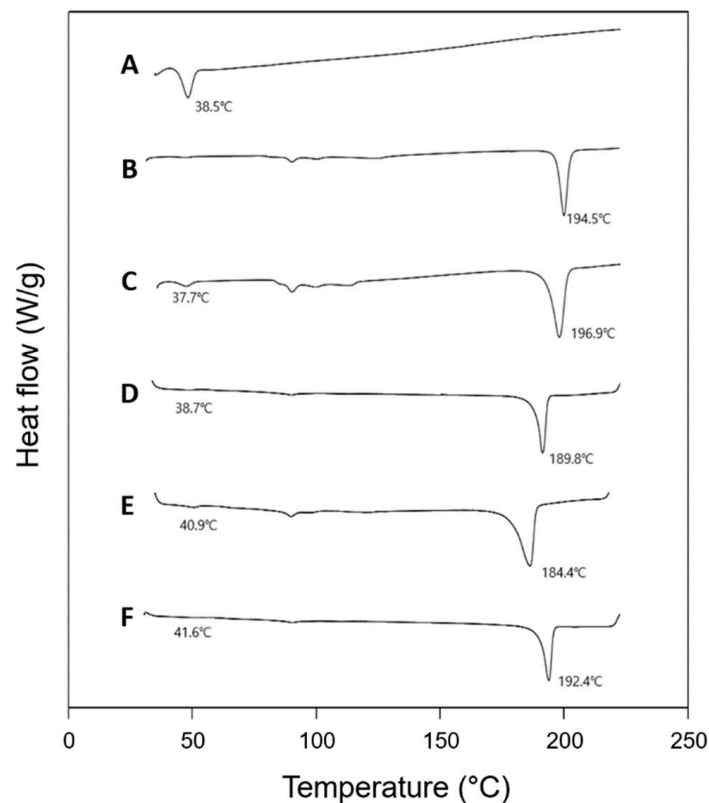 A
38.5℃
B
194.5℃
C
37.7℃
196.9℃
D
38.7℃
189.8℃
E
40.9℃
184.4℃
F
41.6℃
192.4℃
Heat flow (W/g)
0 50 100 150 200 250
Temperature (°C)